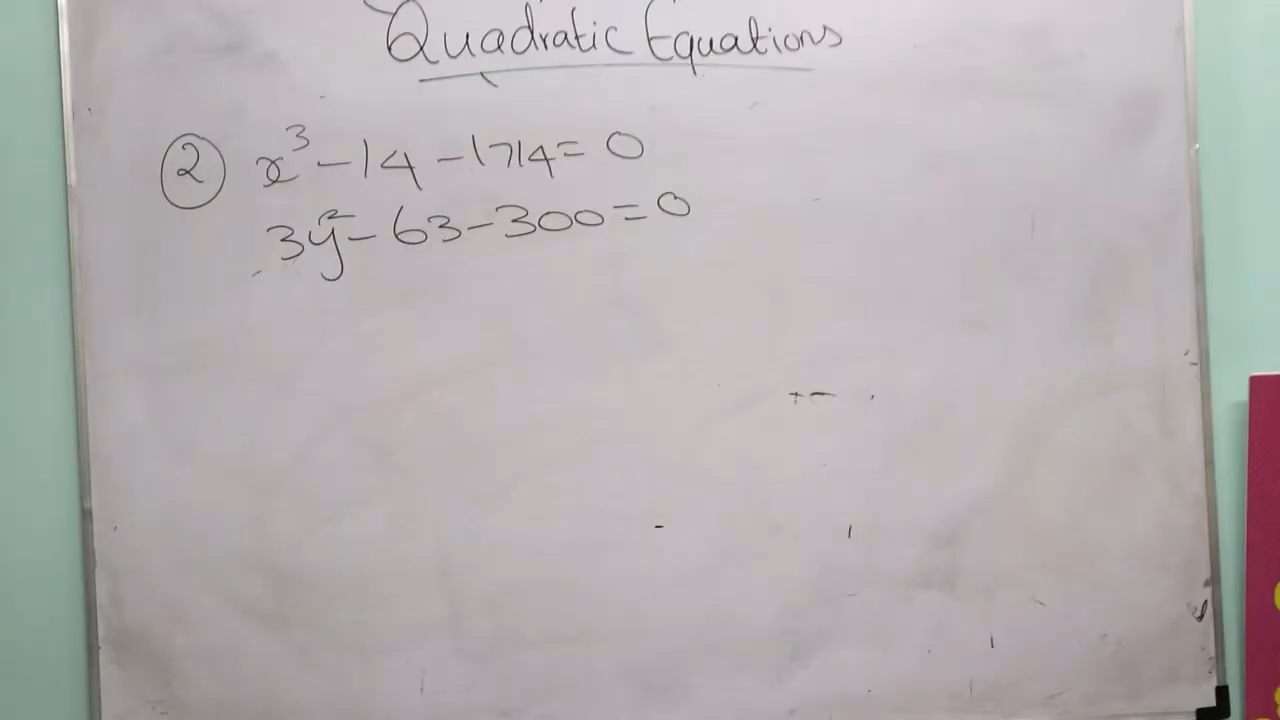 Quadratic Equations
② x³ - 14 - 1714 = 0
3y² - 63 - 300 = 0